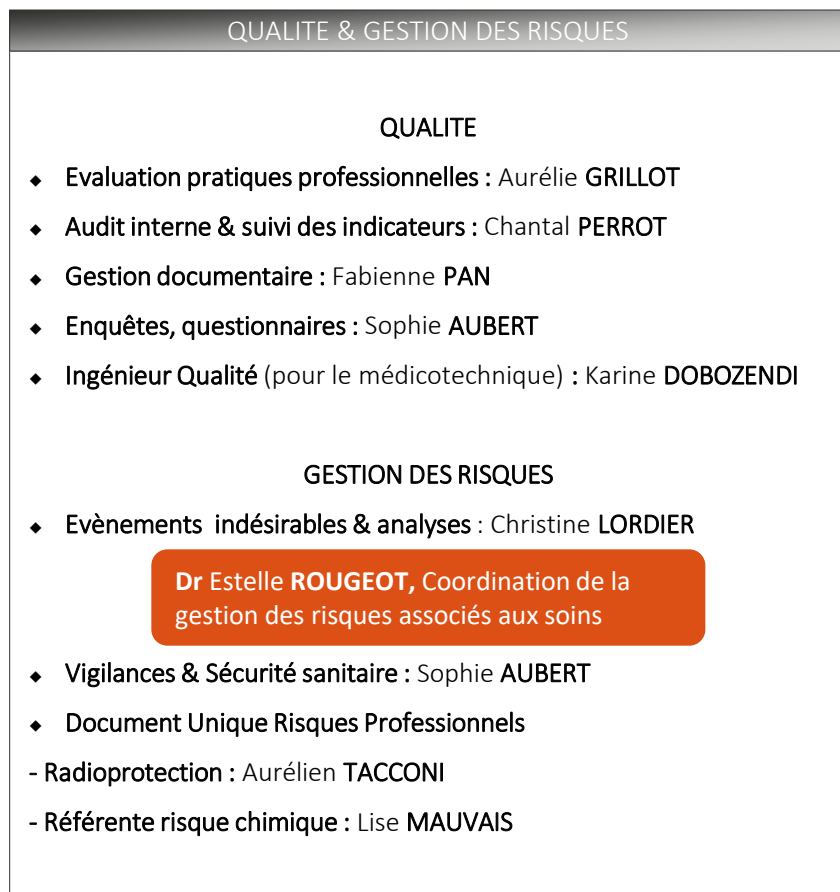 QUALITE & GESTION DES RISQUES
QUALITE
⬥ Evaluation pratiques professionnelles : Aurélie GRILLOT
⬥ Audit interne & suivi des indicateurs : Chantal PERROT
⬥ Gestion documentaire : Fabienne PAN
⬥ Enquêtes, questionnaires : Sophie AUBERT
⬥ Ingénieur Qualité (pour le médicotechnique) : Karine DOBOZENDI
GESTION DES RISQUES
⬥ Evènements indésirables & analyses : Christine LORDIER
Dr Estelle ROUGEOT, Coordination de la
gestion des risques associés aux soins
⬥ Vigilances & Sécurité sanitaire : Sophie AUBERT
⬥ Document Unique Risques Professionnels
- Radioprotection : Aurélien TACCONI
- Référente risque chimique : Lise MAUVAIS